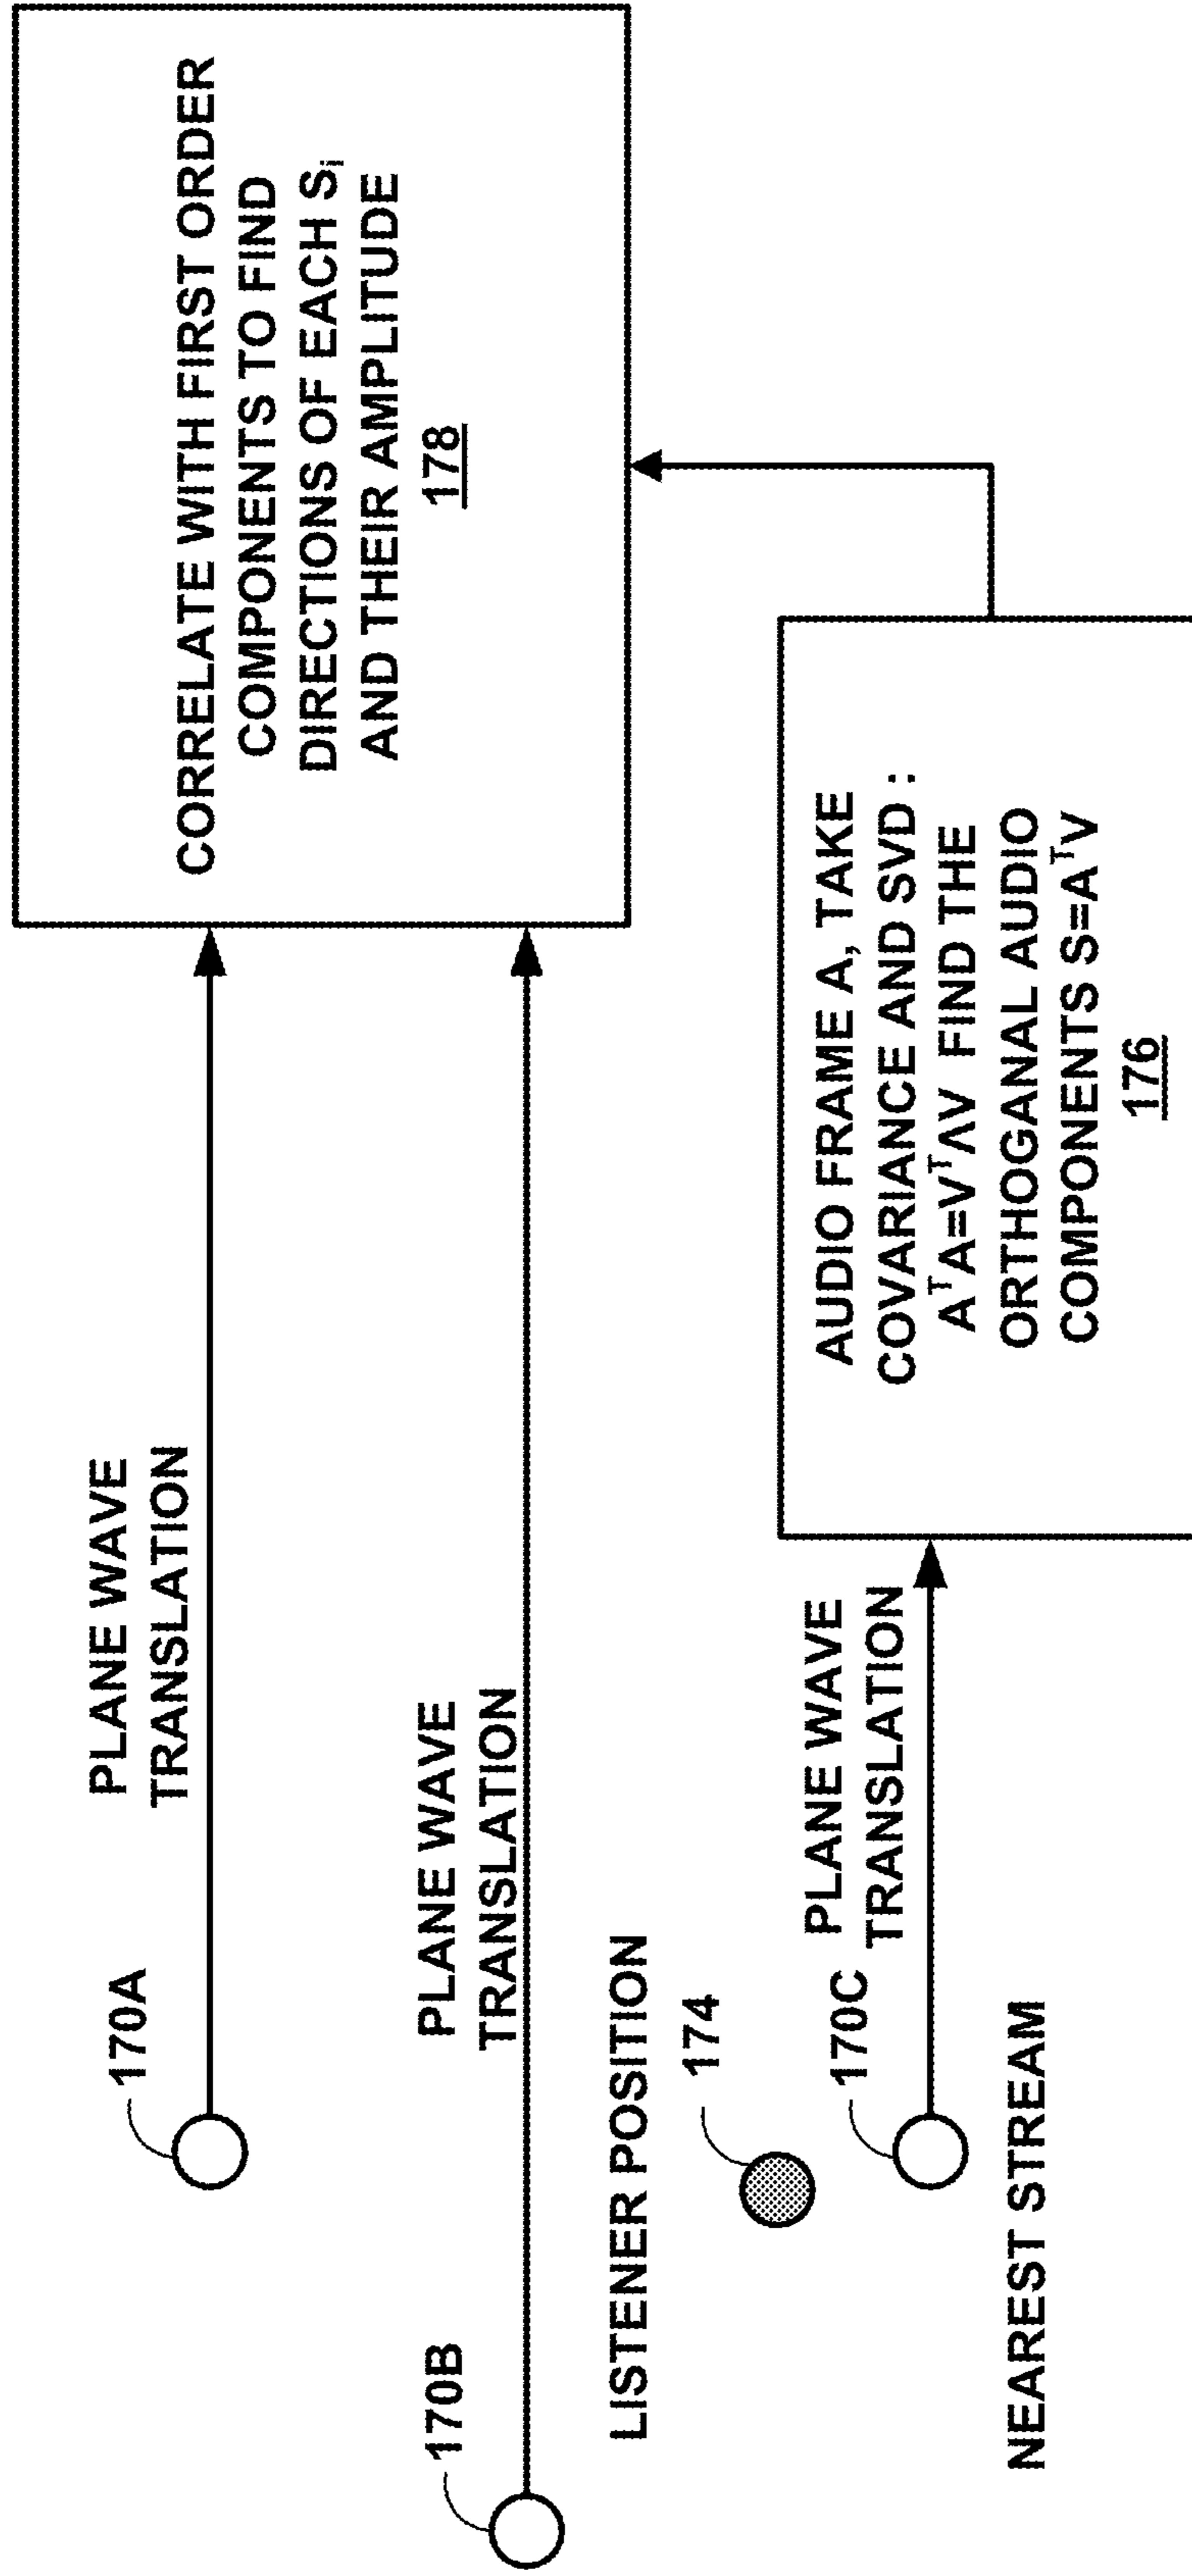 170A
PLANE WAVE
TRANSLATION
CORRELATE WITH FIRST ORDER
COMPONENTS TO FIND
DIRECTIONS OF EACH Sᵢ
AND THEIR AMPLITUDE
178
170B
PLANE WAVE
TRANSLATION
LISTENER POSITION
174
170C
PLANE WAVE
TRANSLATION
NEAREST STREAM
AUDIO FRAME A, TAKE
COVARIANCE AND SVD :
AᵀA=VᵀΛV FIND THE
ORTHOGANAL AUDIO
COMPONENTS S=AᵀV
176